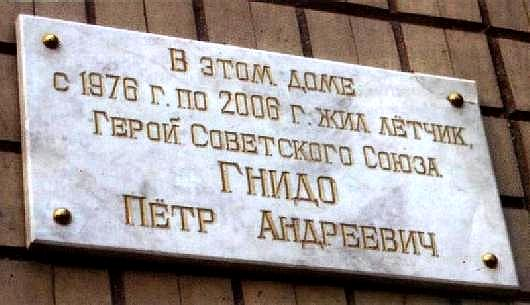 В этом доме
с 1976 г. по 2006 г. жил лётчик,
Герой Советского Союза
Гнидо
Пётр Андреевич